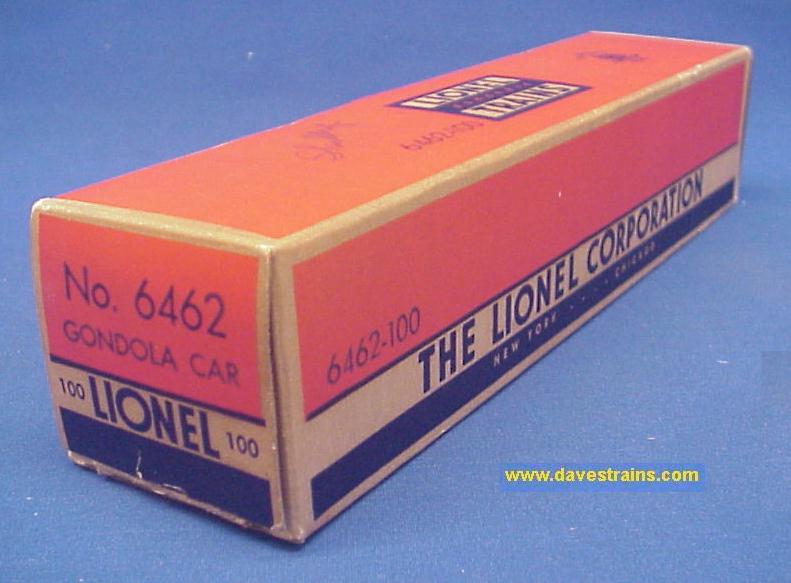 LIONEL
TRAINS
6462-100
No. 6462
GONDOLA CAR
100 LIONEL 100
6462-100
THE LIONEL CORPORATION
NEW YORK · · · · CHICAGO
www.davestrains.com